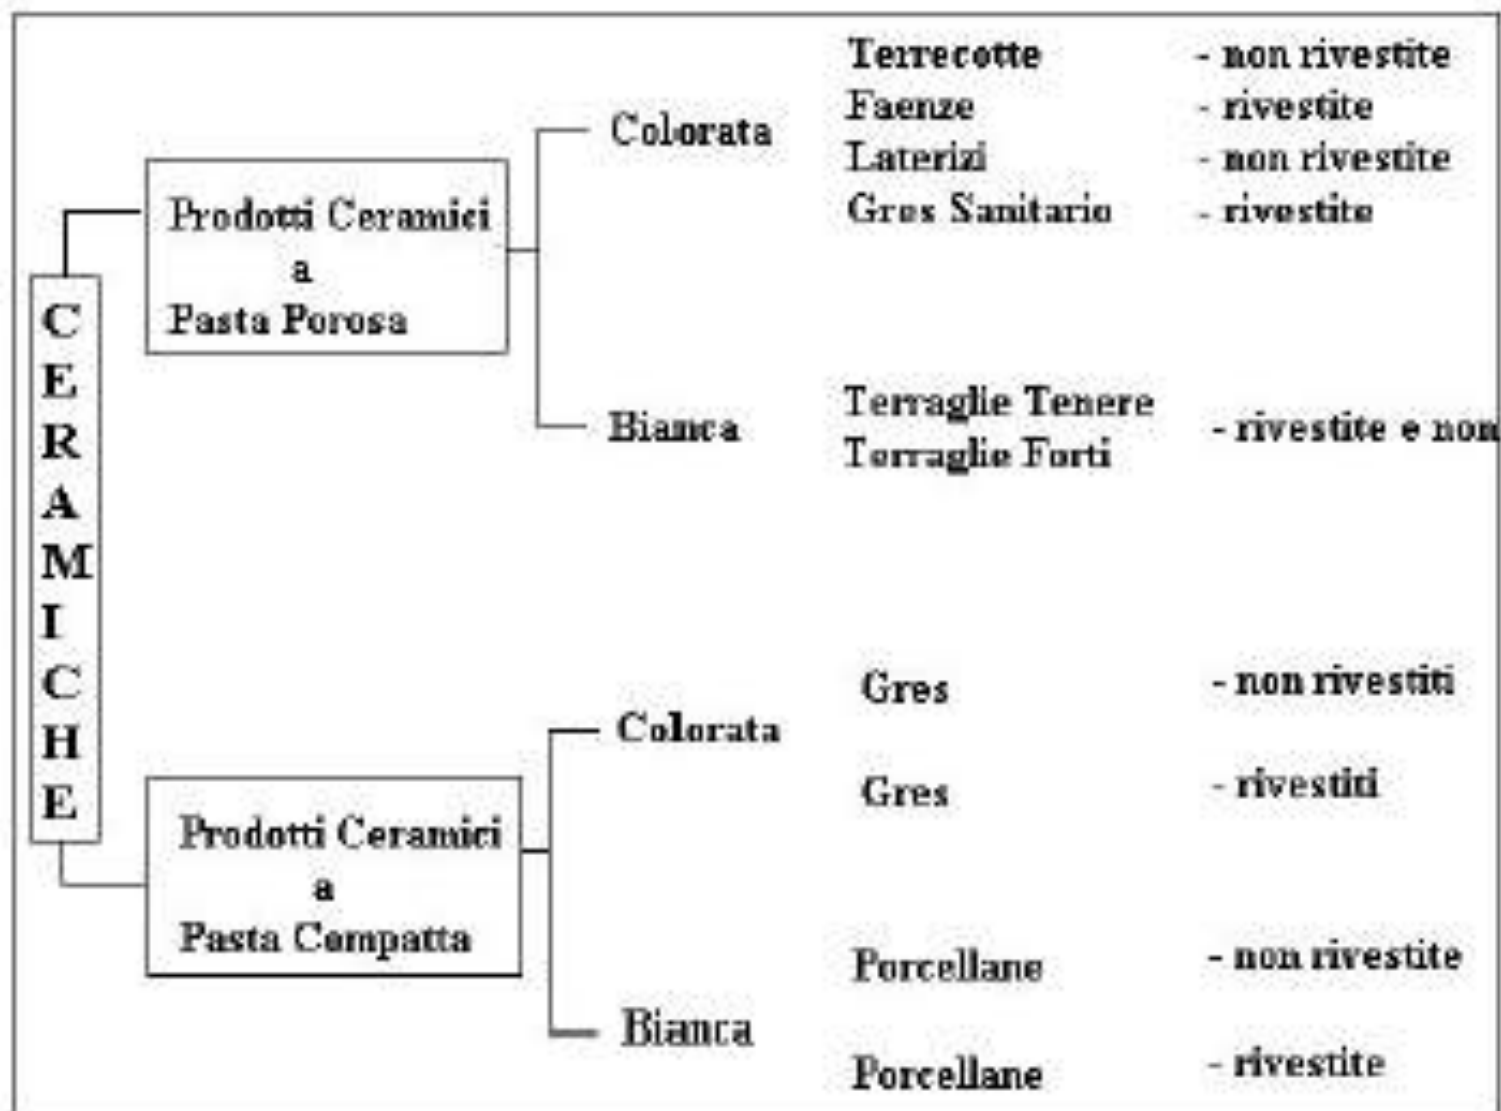 CERAMICHE
Prodotti Ceramici
a
Pasta Porosa
Colorata
Terrecotte - non rivestite
Faenze - rivestite
Laterizi - non rivestite
Gres Sanitario - rivestite
Bianca
Terraglie Tenere
Terraglie Forti
- rivestite e non
Prodotti Ceramici
a
Pasta Compatta
Colorata
Gres - non rivestiti
Gres - rivestiti
Bianca
Porcellane - non rivestite
Porcellane - rivestite